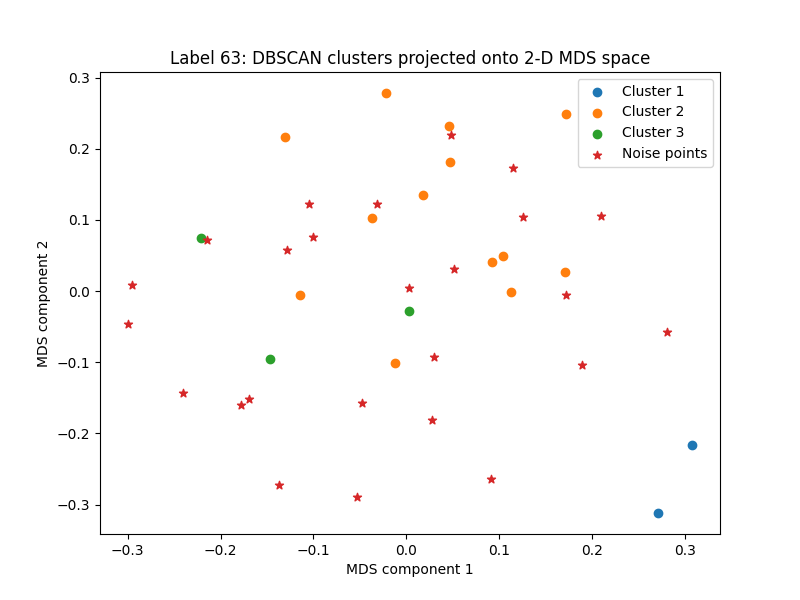 Label 63: DBSCAN clusters projected onto 2-D MDS space
Cluster 1
Cluster 2
Cluster 3
Noise points
MDS component 2
0.3
0.2
0.1
0.0
−0.1
−0.2
−0.3
−0.3 −0.2 −0.1 0.0 0.1 0.2 0.3
MDS component 1